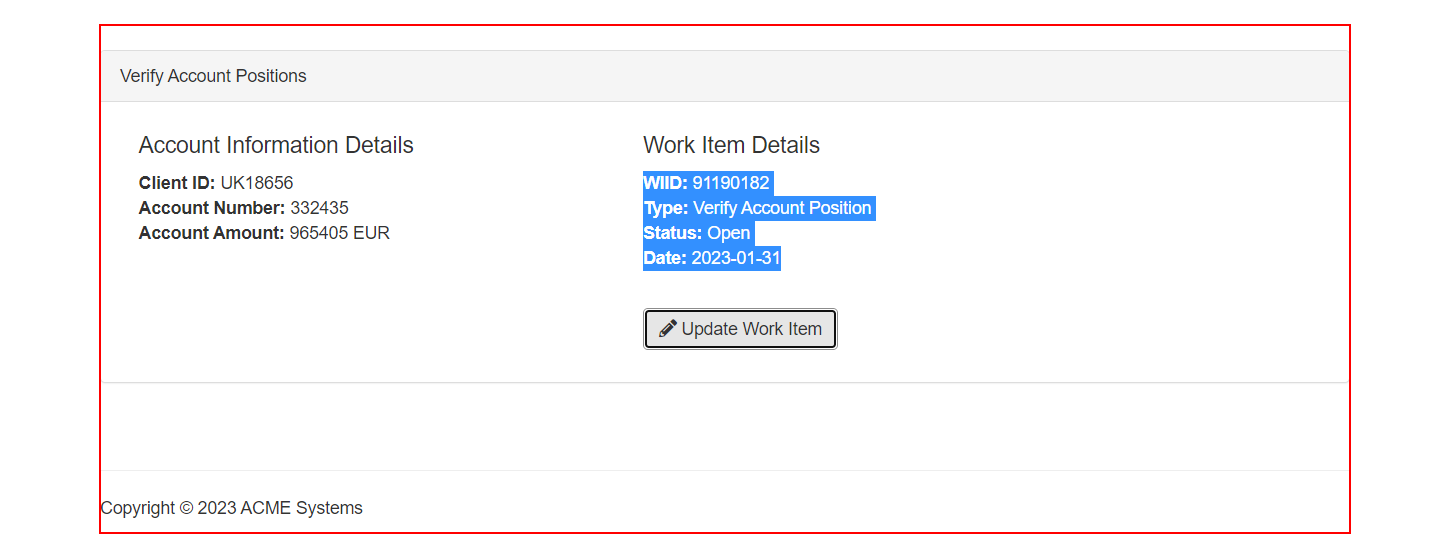 Verify Account Positions
Account Information Details
Client ID: UK18656
Account Number: 332435
Account Amount: 965405 EUR
Work Item Details
WIID: 91190182
Type: Verify Account Position
Status: Open
Date: 2023-01-31
Update Work Item
Copyright © 2023 ACME Systems